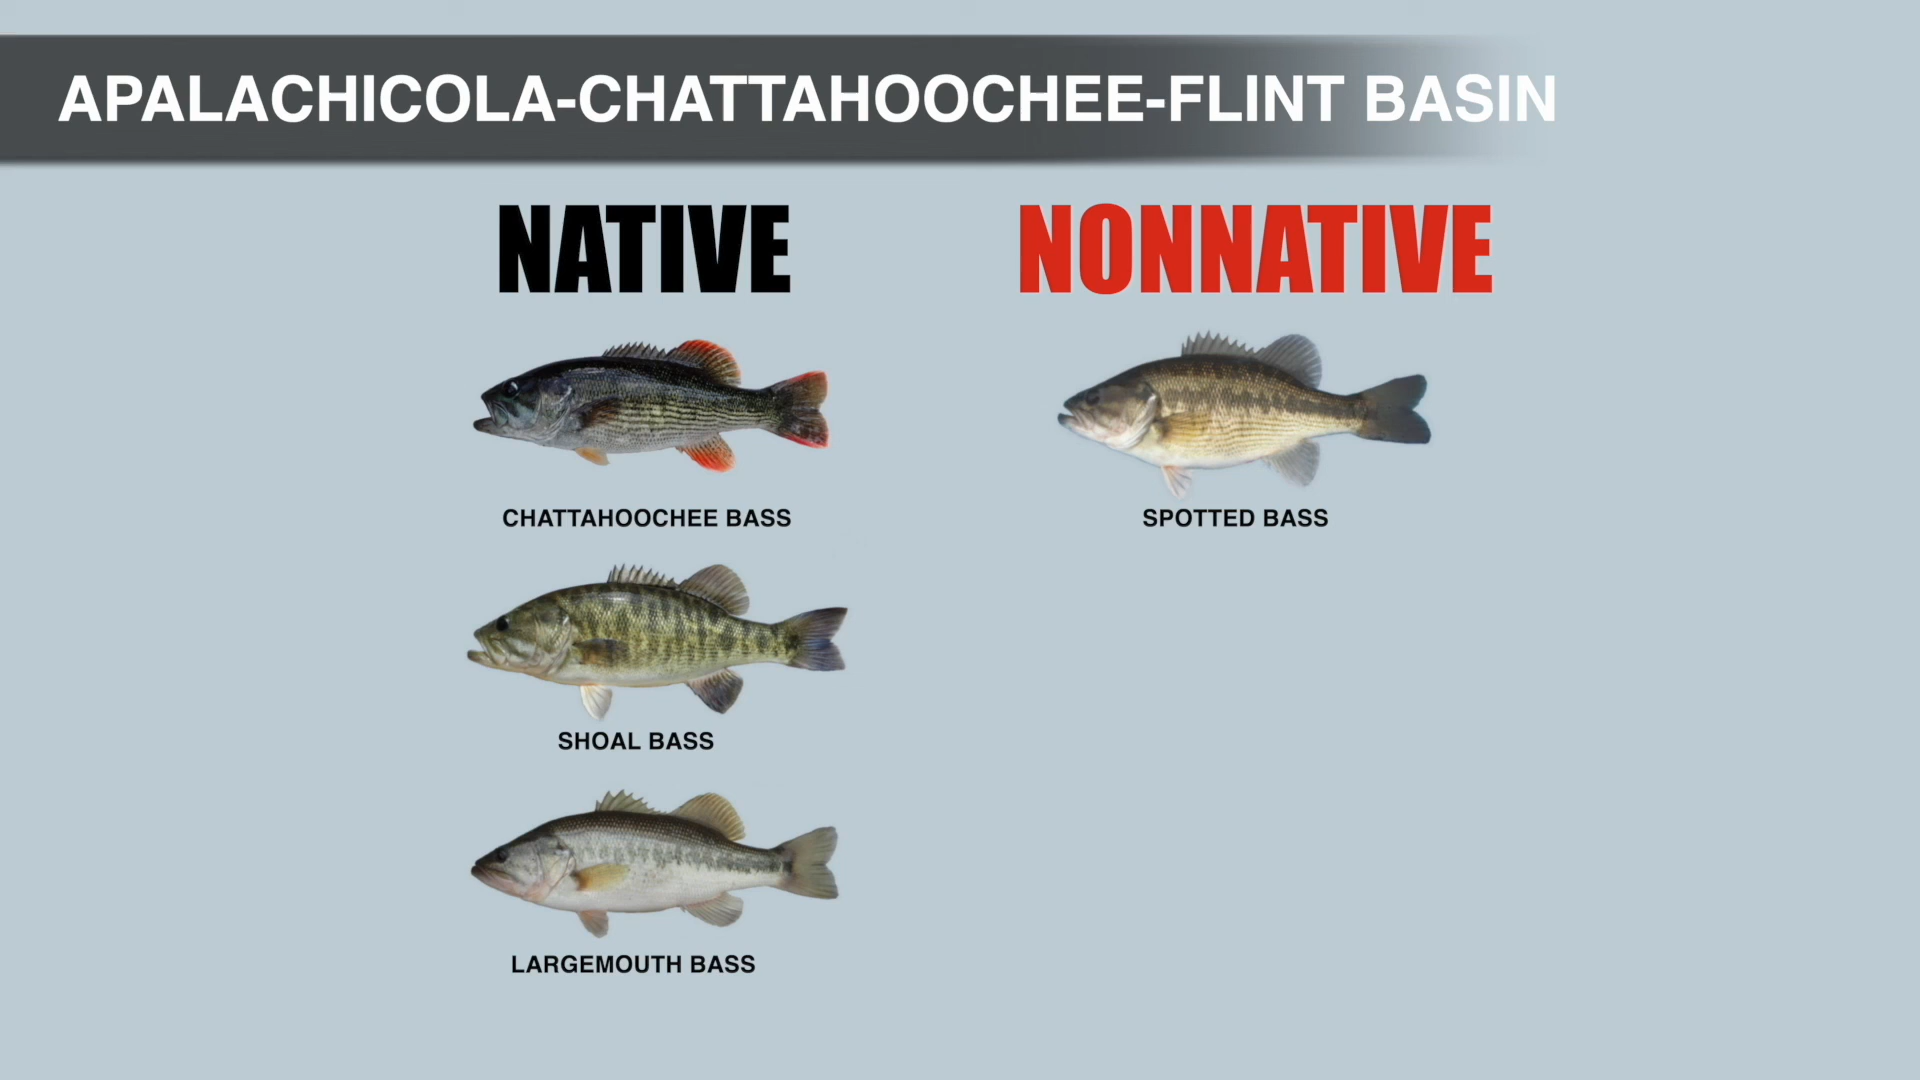 APALACHICOLA-CHATTAHOOCHEE-FLINT BASIN
NATIVE
NONNATIVE
CHATTAHOOCHEE BASS
SPOTTED BASS
SHOAL BASS
LARGEMOUTH BASS